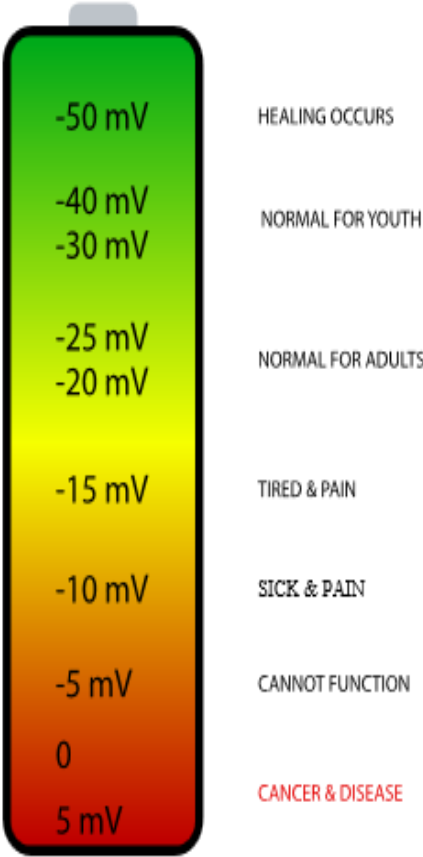 -50 mV HEALING OCCURS
-40 mV
NORMAL FOR YOUTH
-30 mV
-25 mV
NORMAL FOR ADULTS
-20 mV
-15 mV TIRED & PAIN
-10 mV SICK & PAIN
-5 mV CANNOT FUNCTION
0
CANCER & DISEASE
5 mV